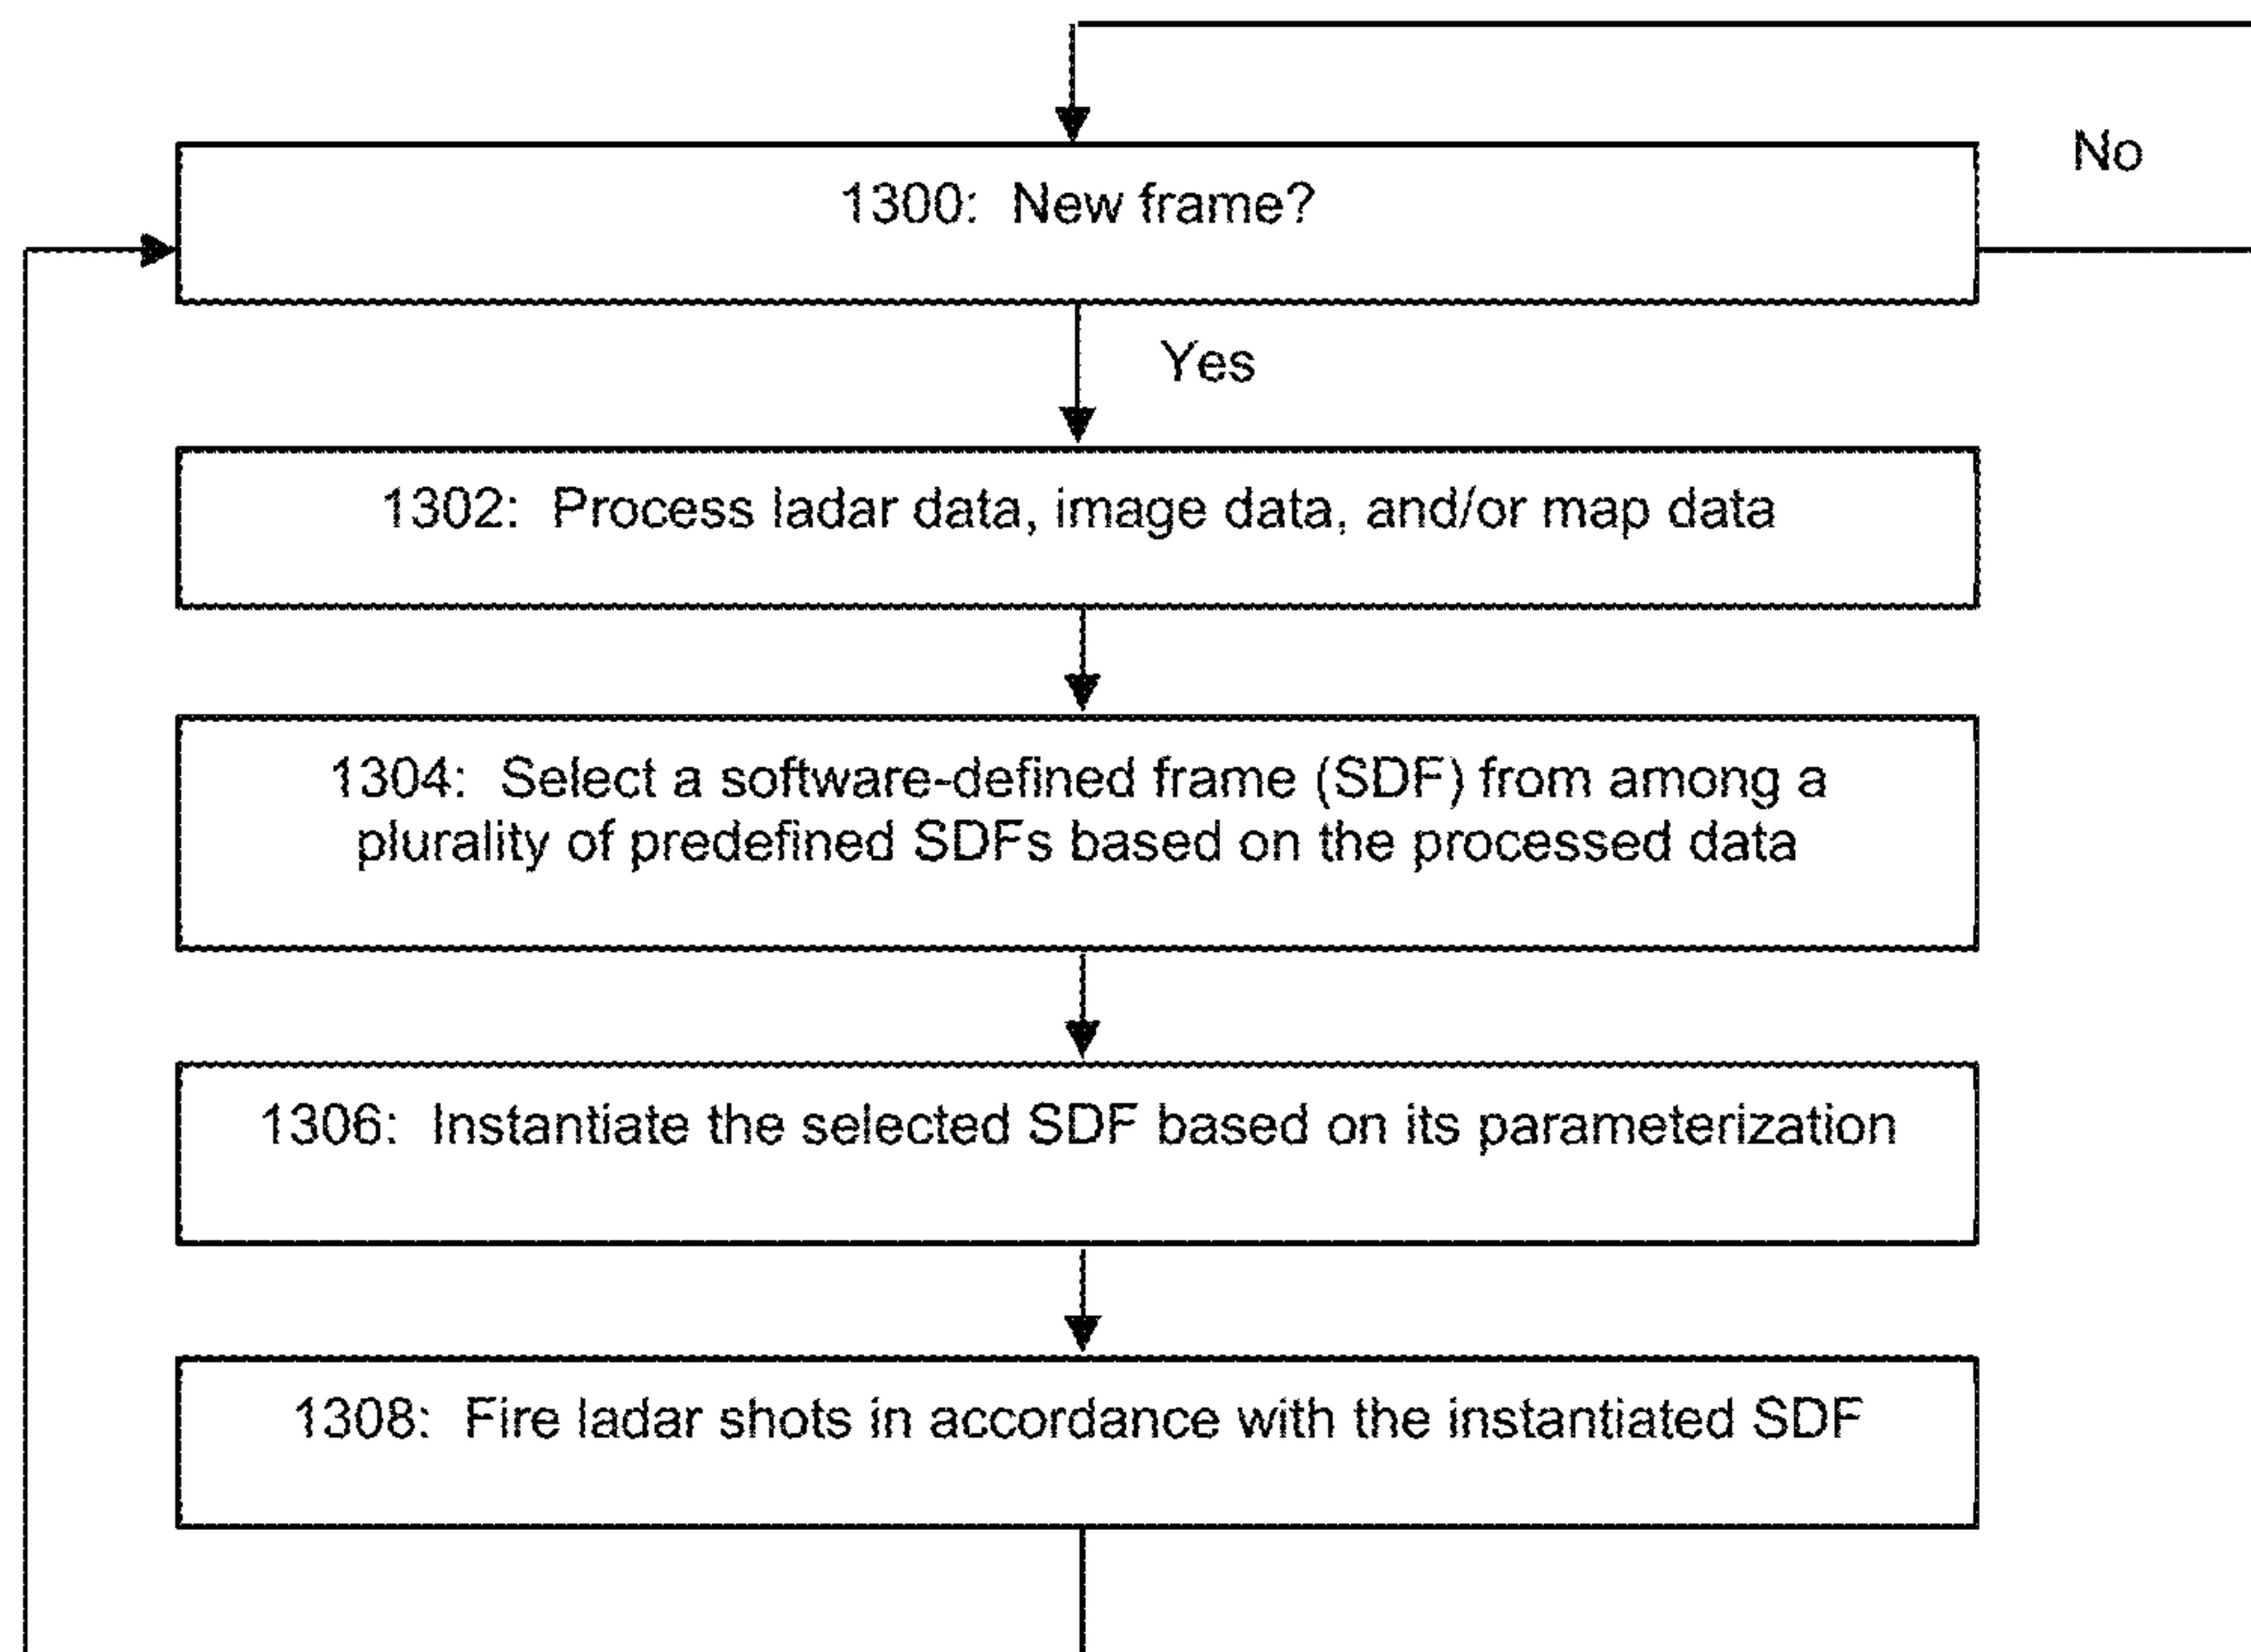 No
1300: New frame?
Yes
1302: Process ladar data, image data, and/or map data
1304: Select a software-defined frame (SDF) from among a
plurality of predefined SDFs based on the processed data
1306: Instantiate the selected SDF based on its parameterization
1308: Fire ladar shots in accordance with the instantiated SDF